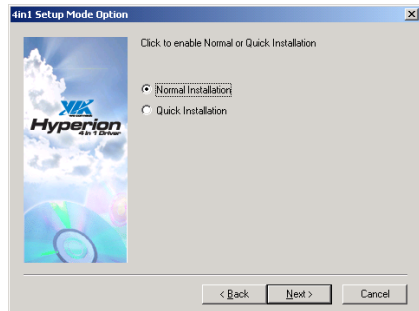 4in1 Setup Mode Option
Click to enable Normal or Quick Installation
Normal Installation
Quick Installation
VIA
Hyperion
4 in 1 Driver
< Back
Next >
Cancel